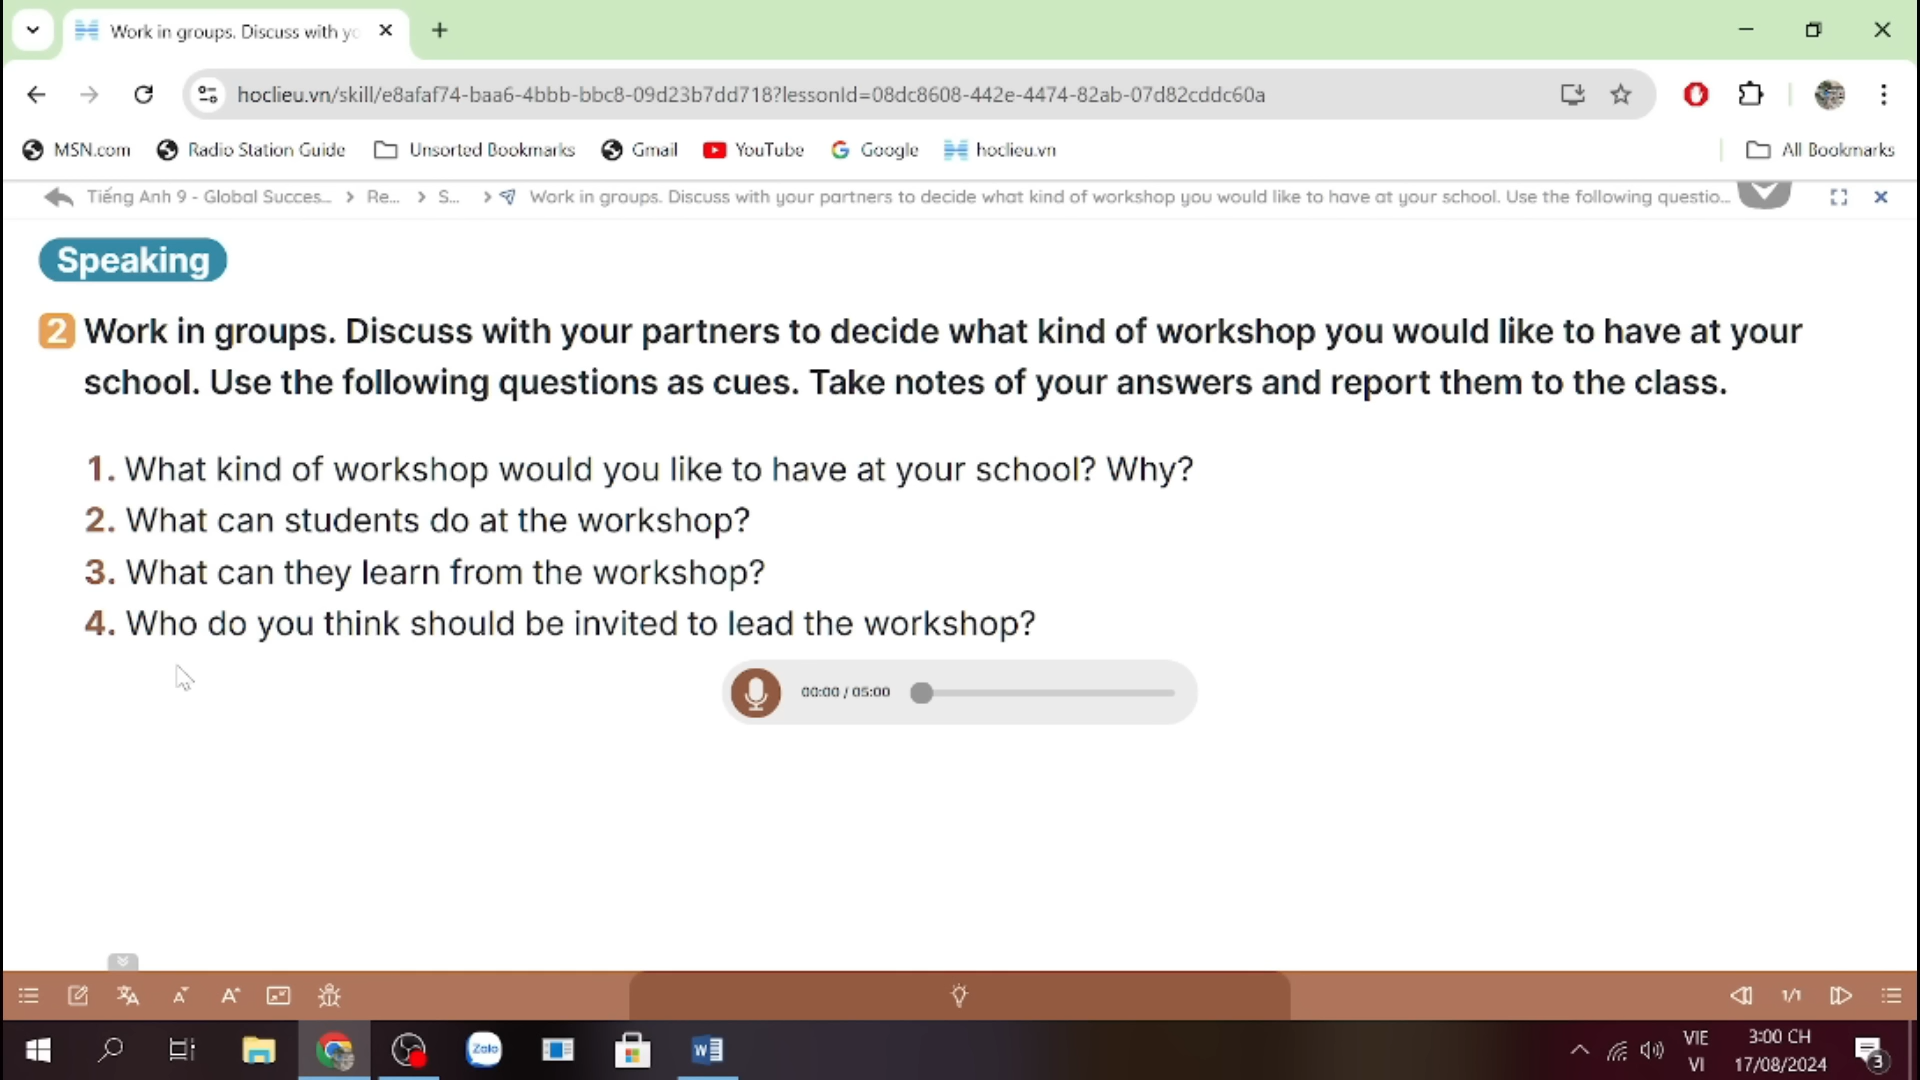 Work in groups. Discuss with yo
hoclieu.vn/skill/e8afaf74-baa6-4bbb-bbc8-09d23b7dd718?lessonId=08dc8608-442e-4474-82ab-07d82cddc60a
MSN.com Radio Station Guide Unsorted Bookmarks Gmail YouTube Google hoclieu.vn All Bookmarks
Tiếng Anh 9 - Global Succes... > Re... > S... > Work in groups. Discuss with your partners to decide what kind of workshop you would like to have at your school. Use the following questio...
Speaking
2 Work in groups. Discuss with your partners to decide what kind of workshop you would like to have at your
school. Use the following questions as cues. Take notes of your answers and report them to the class.
1. What kind of workshop would you like to have at your school? Why?
2. What can students do at the workshop?
3. What can they learn from the workshop?
4. Who do you think should be invited to lead the workshop?
00:00 / 05:00
1/1
Zalo
VIE 3:00 CH
VI 17/08/2024 3